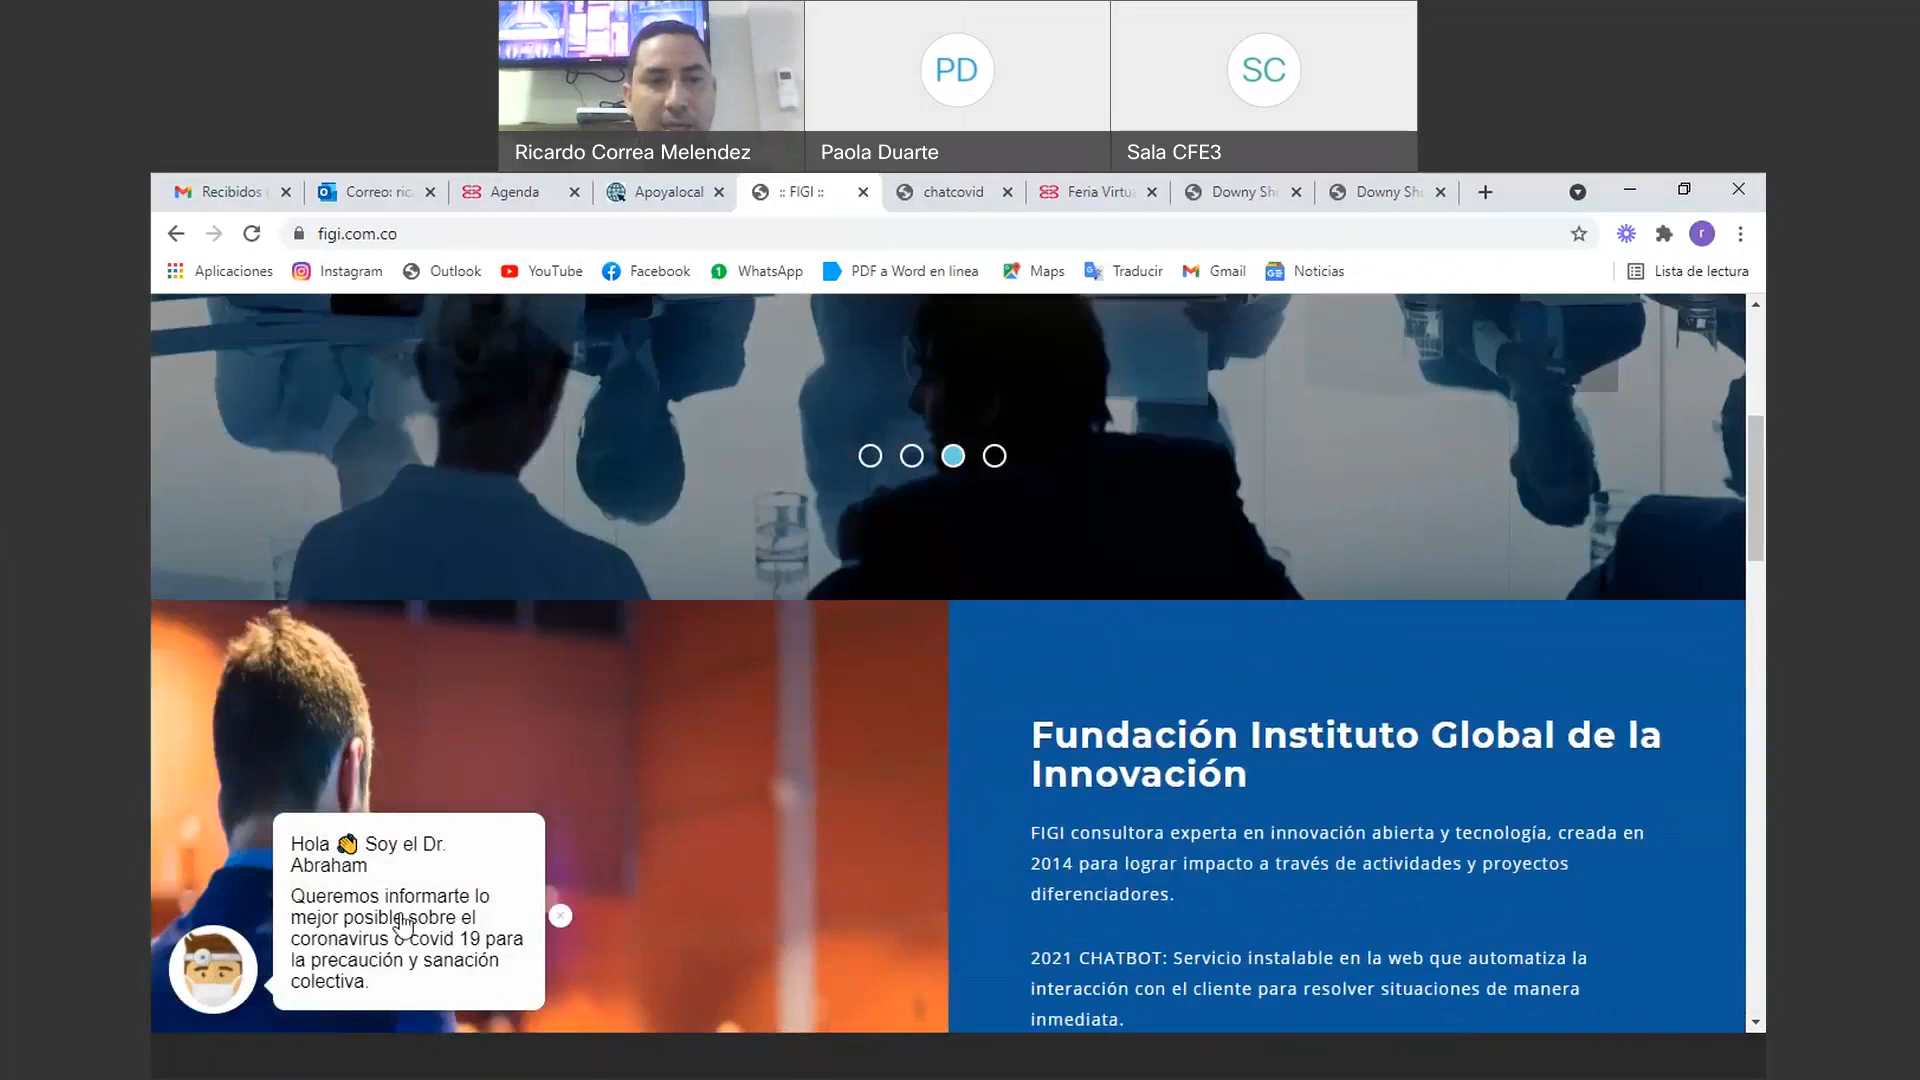 PD
SC
Ricardo Correa Melendez
Paola Duarte
Sala CFE3
Recibidos
Correo: ric
Agenda
Apoyalocal
:: FIGI ::
chatcovid
Feria Virtu
Downy Sh
Downy Sh
figi.com.co
r
Aplicaciones
Instagram
Outlook
YouTube
Facebook
1
WhatsApp
PDF a Word en linea
Maps
Traducir
Gmail
Noticias
Lista de lectura
Fundación Instituto Global de la
Innovación
FIGI consultora experta en innovación abierta y tecnología, creada en
2014 para lograr impacto a través de actividades y proyectos
diferenciadores.
2021 CHATBOT: Servicio instalable en la web que automatiza la
interacción con el cliente para resolver situaciones de manera
inmediata.
Hola 👏 Soy el Dr.
Abraham
Queremos informarte lo
mejor posible sobre el
coronavirus o covid 19 para
la precaución y sanación
colectiva.